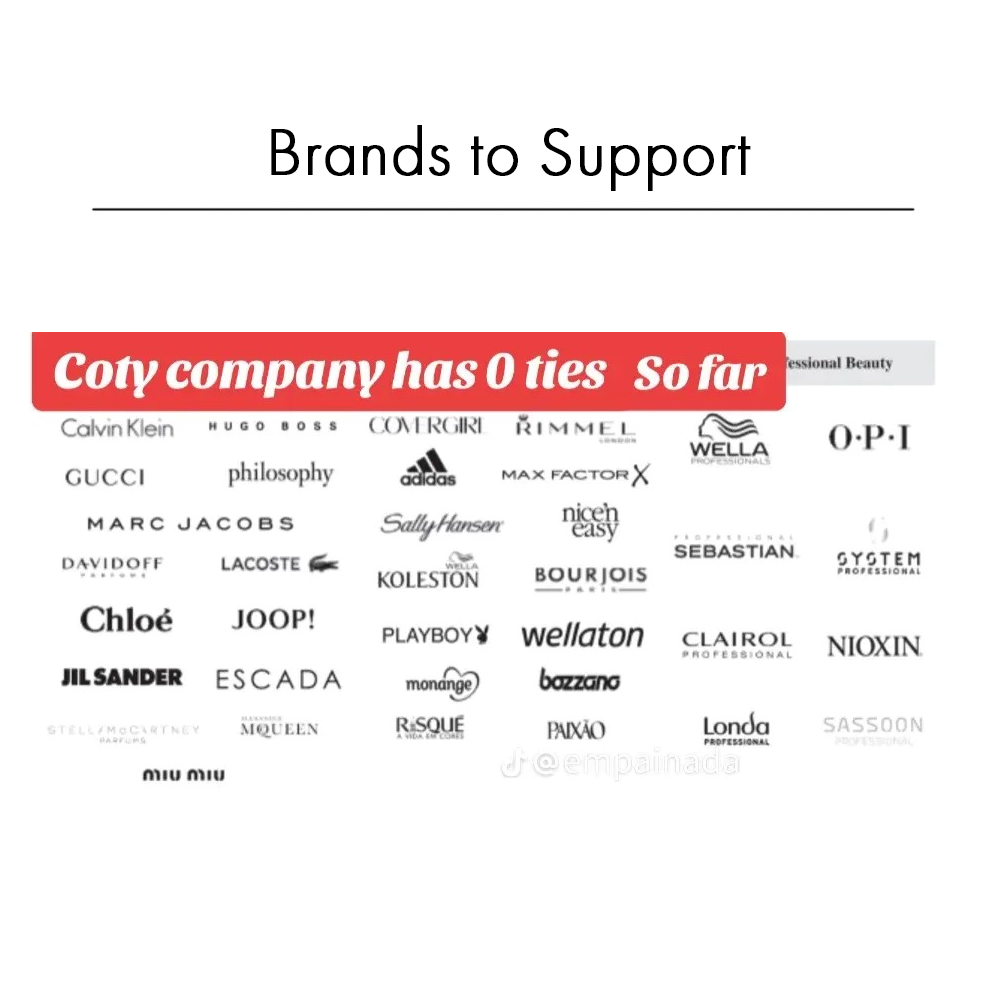 Brands to Support
Coty company has 0 ties So far
essional Beauty
Calvin Klein HUGO BOSS COVERGIRL RIMMEL LONDON WELLA PROFESSIONALS O·P·I
GUCCI philosophy adidas MAX FACTOR X
MARC JACOBS Sally Hansen nice'n easy
PROFESSIONAL SEBASTIAN SYSTEM PROFESSIONAL
DAVIDOFF PARFUMS LACOSTE WELLA KOLESTON BOURJOIS PARIS
Chloé JOOP! PLAYBOY wellaton CLAIROL PROFESSIONAL NIOXIN
JIL SANDER ESCADA monange bozzano
STELLA McCARTNEY PARFUMS ALEXANDER McQUEEN RISQUÉ A VIDA EM CORES PAIXÃO Londa PROFESSIONAL SASSOON PROFESSIONAL
@empainada
miu miu